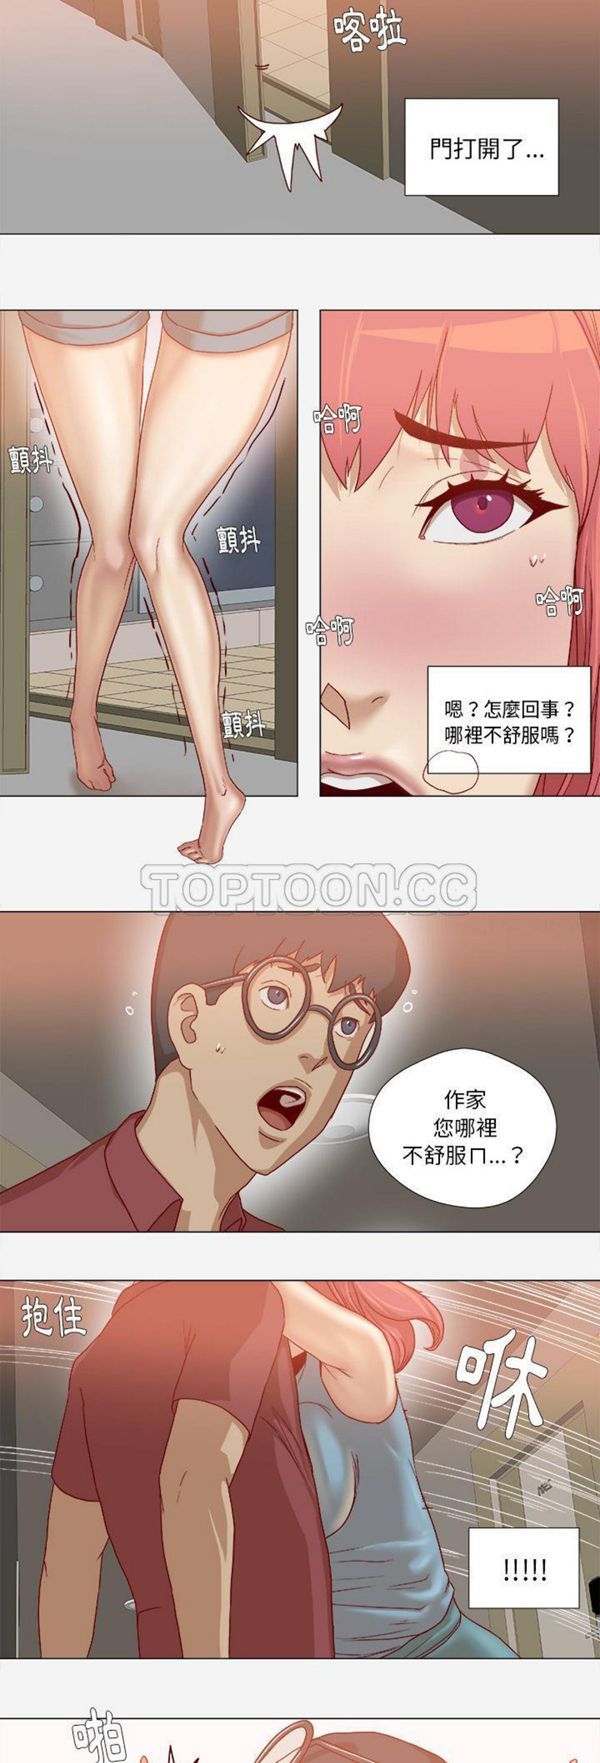 喀啦
門打開了...
哈啊
顫抖
顫抖
哈啊
哈啊
顫抖
嗯？怎麼回事？
哪裡不舒服嗎？
TOPTOON.CC
作家
您哪裡
不舒服ㄇ...？
抱住
咻
!!!!!
啪